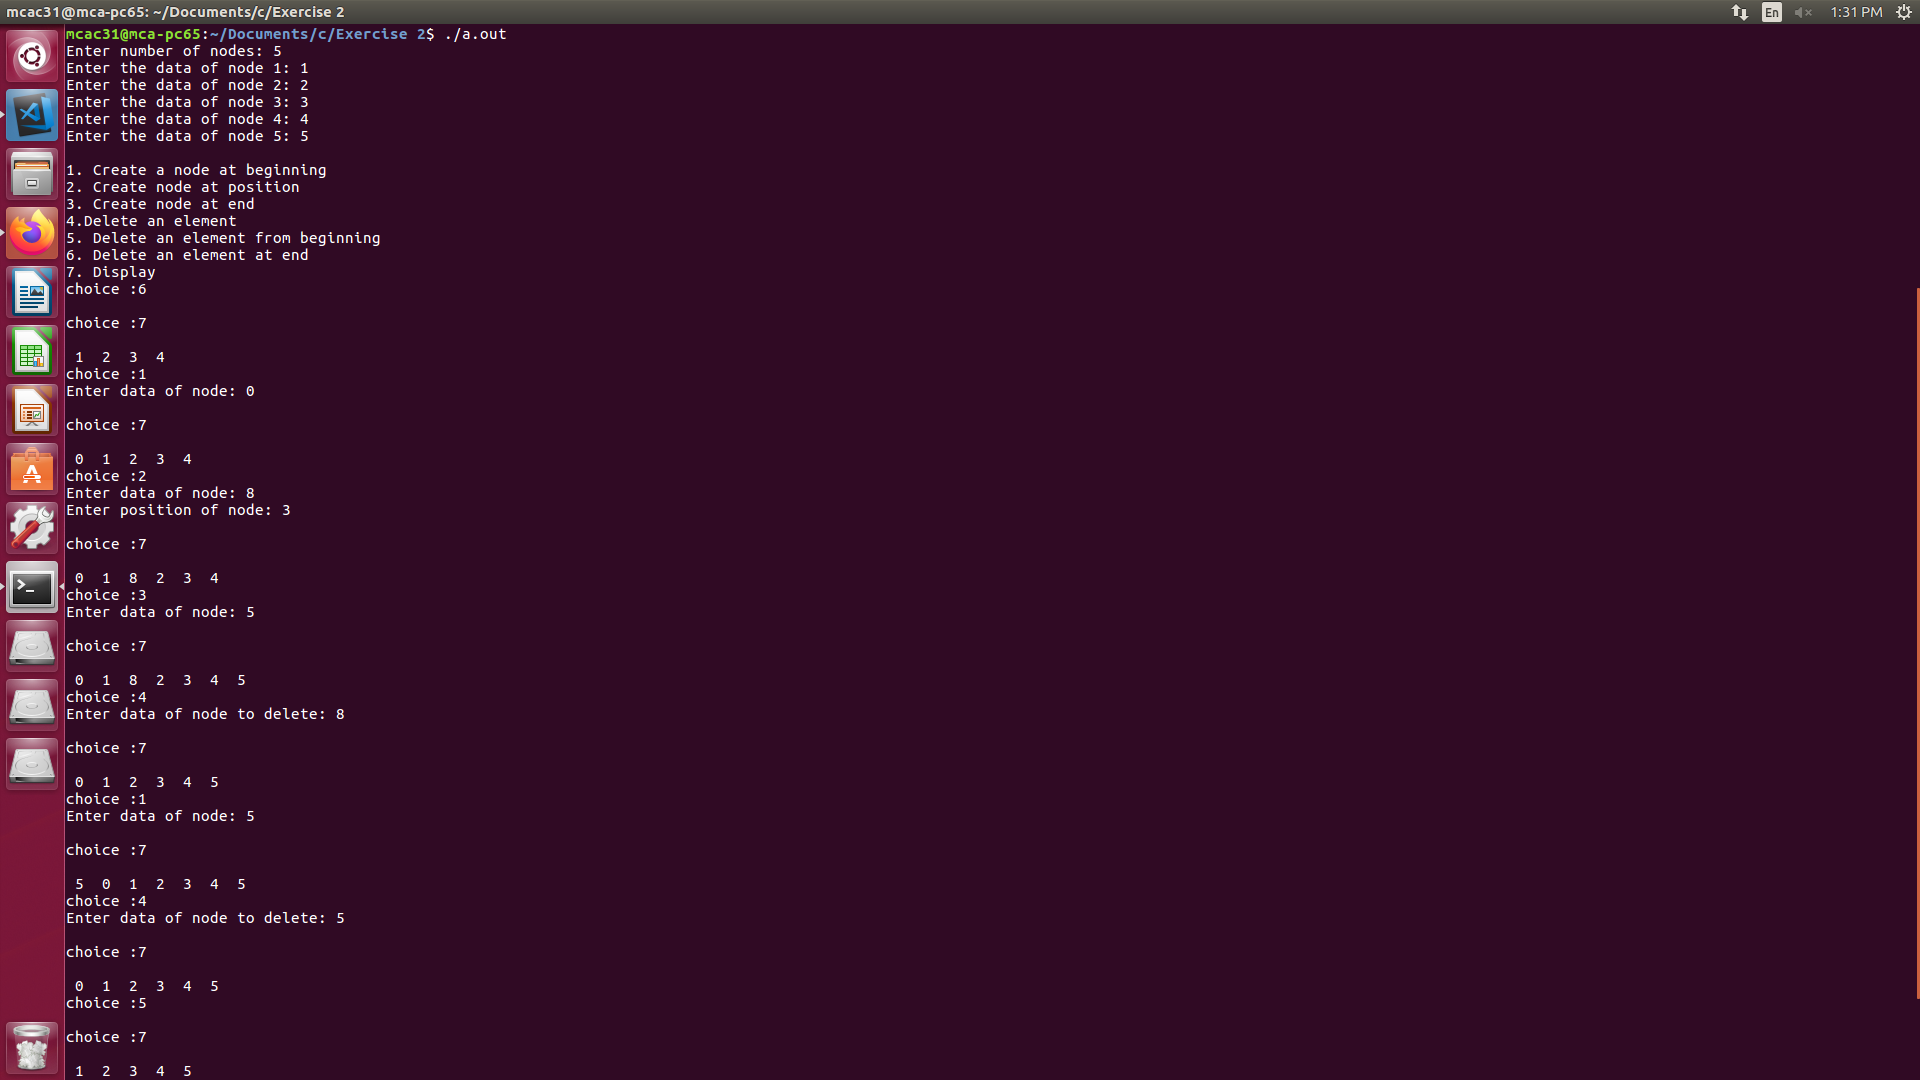 mcac31@mca-pc65: ~/Documents/c/Exercise 2
En
1:31 PM
mcac31@mca-pc65:~/Documents/c/Exercise 2$ ./a.out
Enter number of nodes: 5
Enter the data of node 1: 1
Enter the data of node 2: 2
Enter the data of node 3: 3
Enter the data of node 4: 4
Enter the data of node 5: 5
1. Create a node at beginning
2. Create node at position
3. Create node at end
4.Delete an element
5. Delete an element from beginning
6. Delete an element at end
7. Display
choice :6
choice :7
1 2 3 4
choice :1
Enter data of node: 0
choice :7
0 1 2 3 4
choice :2
Enter data of node: 8
Enter position of node: 3
choice :7
0 1 8 2 3 4
choice :3
Enter data of node: 5
choice :7
0 1 8 2 3 4 5
choice :4
Enter data of node to delete: 8
choice :7
0 1 2 3 4 5
choice :1
Enter data of node: 5
choice :7
5 0 1 2 3 4 5
choice :4
Enter data of node to delete: 5
choice :7
0 1 2 3 4 5
choice :5
choice :7
1 2 3 4 5